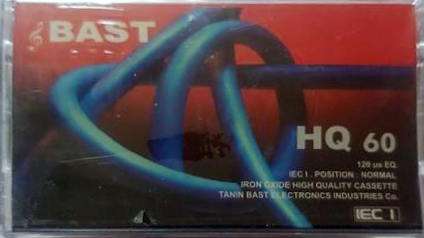 BAST
HQ 60
120 µs EQ.
IEC I . POSITION : NORMAL
IRON OXIDE HIGH QUALITY CASSETTE
TANIN BAST ELECTRONICS INDUSTRIES Co.
IEC I